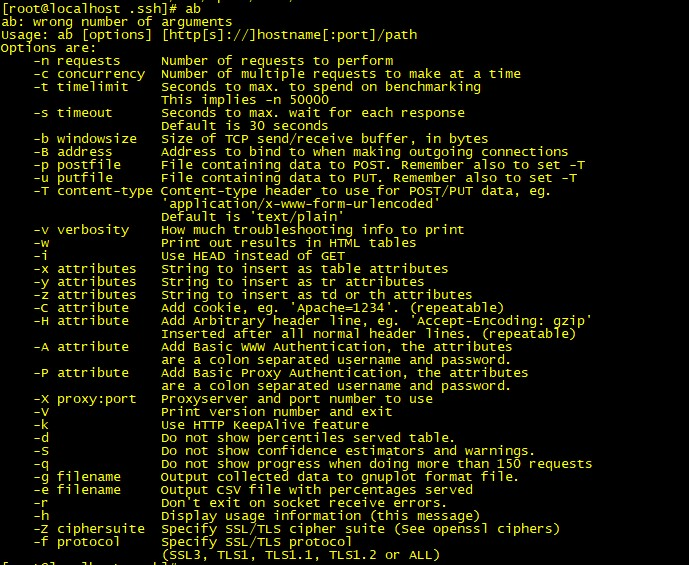 [root@localhost .ssh]# ab
ab: wrong number of arguments
Usage: ab [options] [http[s]://]hostname[:port]/path
Options are:
    -n requests     Number of requests to perform
    -c concurrency  Number of multiple requests to make at a time
    -t timelimit    Seconds to max. to spend on benchmarking
                    This implies -n 50000
    -s timeout      Seconds to max. wait for each response
                    Default is 30 seconds
    -b windowsize   Size of TCP send/receive buffer, in bytes
    -B address      Address to bind to when making outgoing connections
    -p postfile     File containing data to POST. Remember also to set -T
    -u putfile      File containing data to PUT. Remember also to set -T
    -T content-type Content-type header to use for POST/PUT data, eg.
                    'application/x-www-form-urlencoded'
                    Default is 'text/plain'
    -v verbosity    How much troubleshooting info to print
    -w              Print out results in HTML tables
    -i              Use HEAD instead of GET
    -x attributes   String to insert as table attributes
    -y attributes   String to insert as tr attributes
    -z attributes   String to insert as td or th attributes
    -C attribute    Add cookie, eg. 'Apache=1234'. (repeatable)
    -H attribute    Add Arbitrary header line, eg. 'Accept-Encoding: gzip'
                    Inserted after all normal header lines. (repeatable)
    -A attribute    Add Basic WWW Authentication, the attributes
                    are a colon separated username and password.
    -P attribute    Add Basic Proxy Authentication, the attributes
                    are a colon separated username and password.
    -X proxy:port   Proxyserver and port number to use
    -V              Print version number and exit
    -k              Use HTTP KeepAlive feature
    -d              Do not show percentiles served table.
    -S              Do not show confidence estimators and warnings.
    -q              Do not show progress when doing more than 150 requests
    -g filename     Output collected data to gnuplot format file.
    -e filename     Output CSV file with percentages served
    -r              Don't exit on socket receive errors.
    -h              Display usage information (this message)
    -Z ciphersuite  Specify SSL/TLS cipher suite (See openssl ciphers)
    -f protocol     Specify SSL/TLS protocol
                    (SSL3, TLS1, TLS1.1, TLS1.2 or ALL)